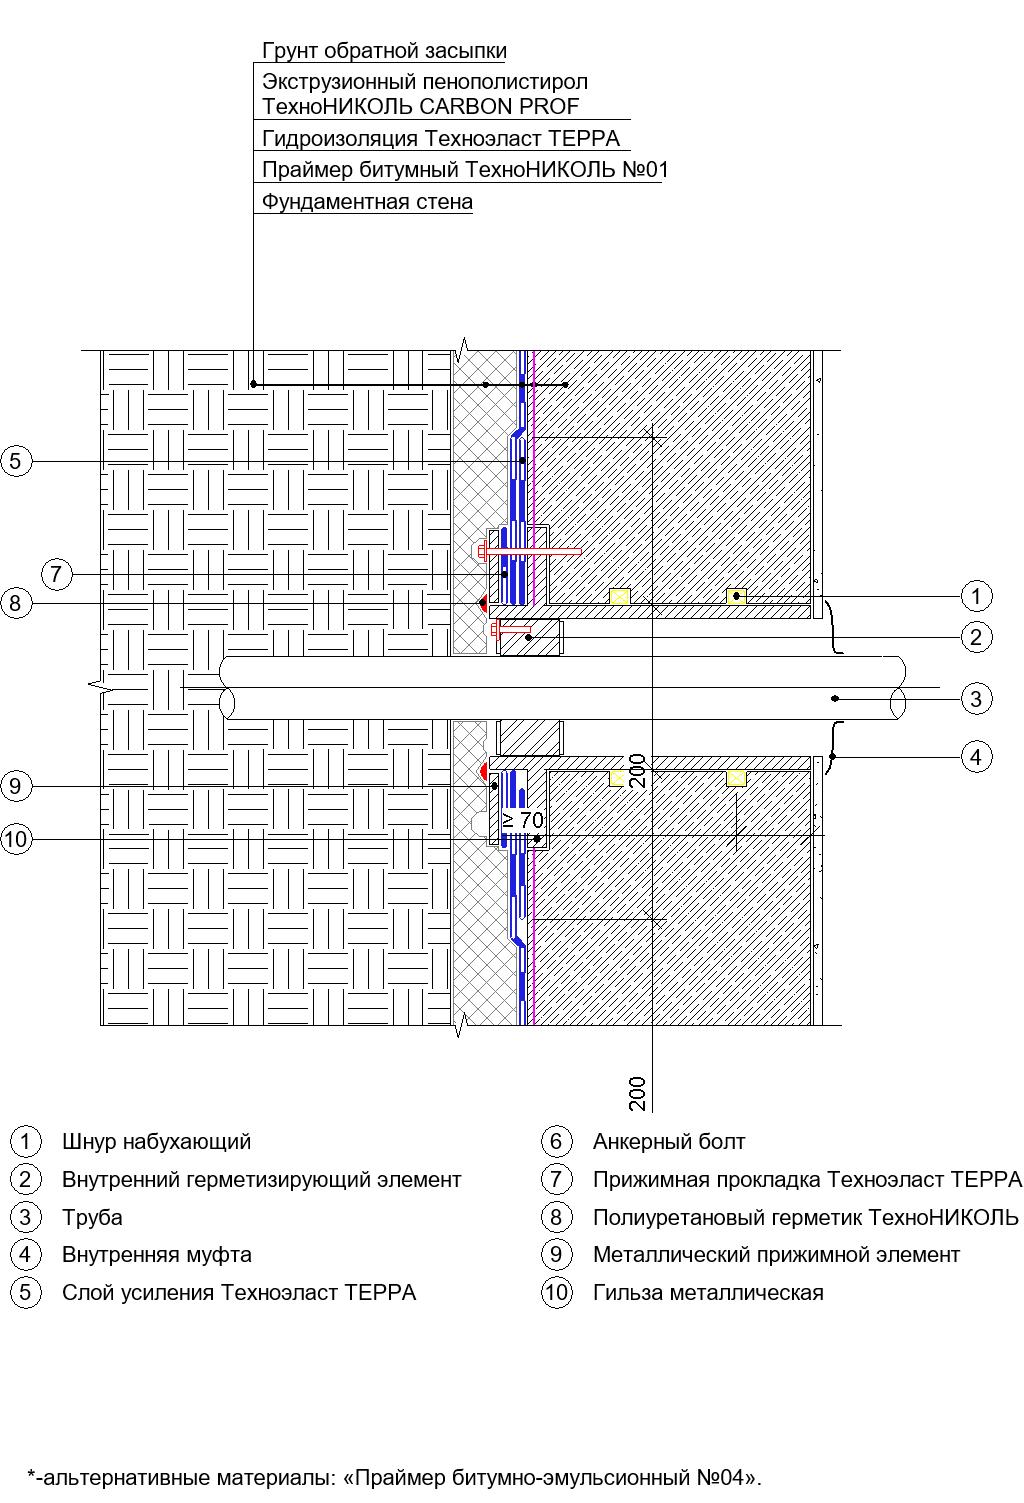 Грунт обратной засыпки
Экструзионный пенополистирол
ТехноНИКОЛЬ CARBON PROF
Гидроизоляция Техноэласт ТЕРРА
Праймер битумный ТехноНИКОЛЬ №01
Фундаментная стена
5
7
8
1
2
3
4
200
9
≥ 70
10
200
1 Шнур набухающий
2 Внутренний герметизирующий элемент
3 Труба
4 Внутренняя муфта
5 Слой усиления Техноэласт ТЕРРА
6 Анкерный болт
7 Прижимная прокладка Техноэласт ТЕРРА
8 Полиуретановый герметик ТехноНИКОЛЬ
9 Металлический прижимной элемент
10 Гильза металлическая
*-альтернативные материалы: «Праймер битумно-эмульсионный №04».